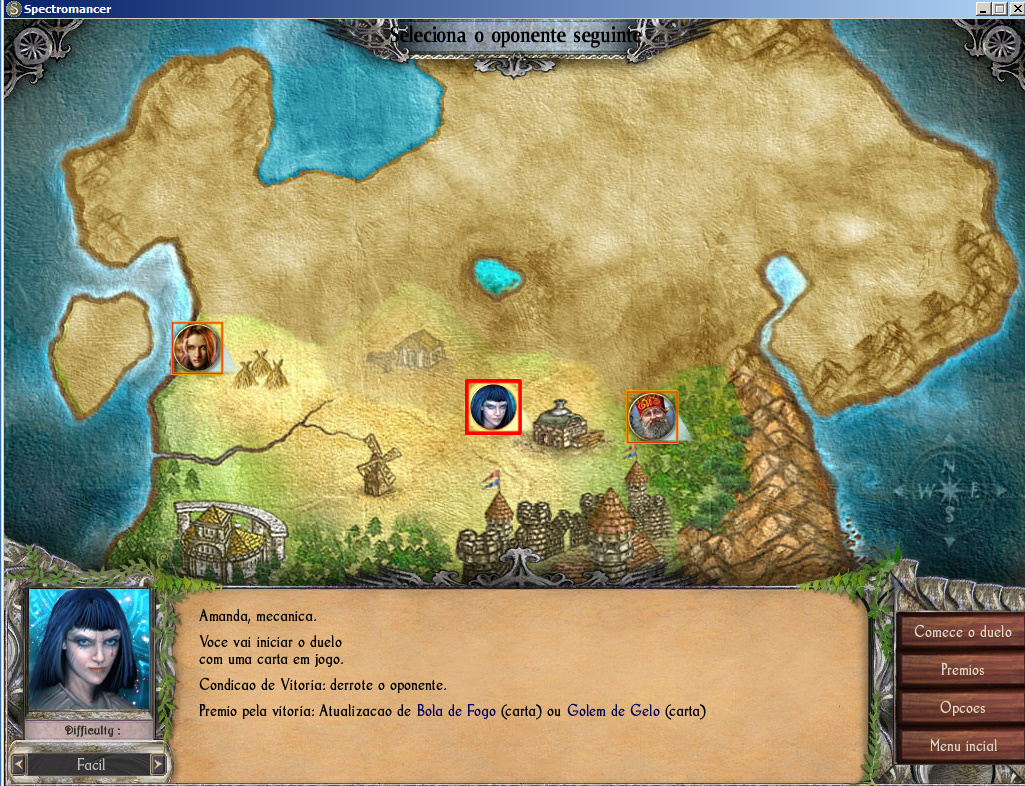 Spectromancer
Seleciona o oponente seguinte
N
W E
S
Amanda, mecanica.
Voce vai iniciar o duelo
com uma carta em jogo.
Condicao de Vitoria: derrote o oponente.
Premio pela vitoria: Atualizacao de Bola de Fogo (carta) ou Golem de Gelo (carta)
Difficulty :
Facil
Comece o duelo
Premios
Opcoes
Menu incial